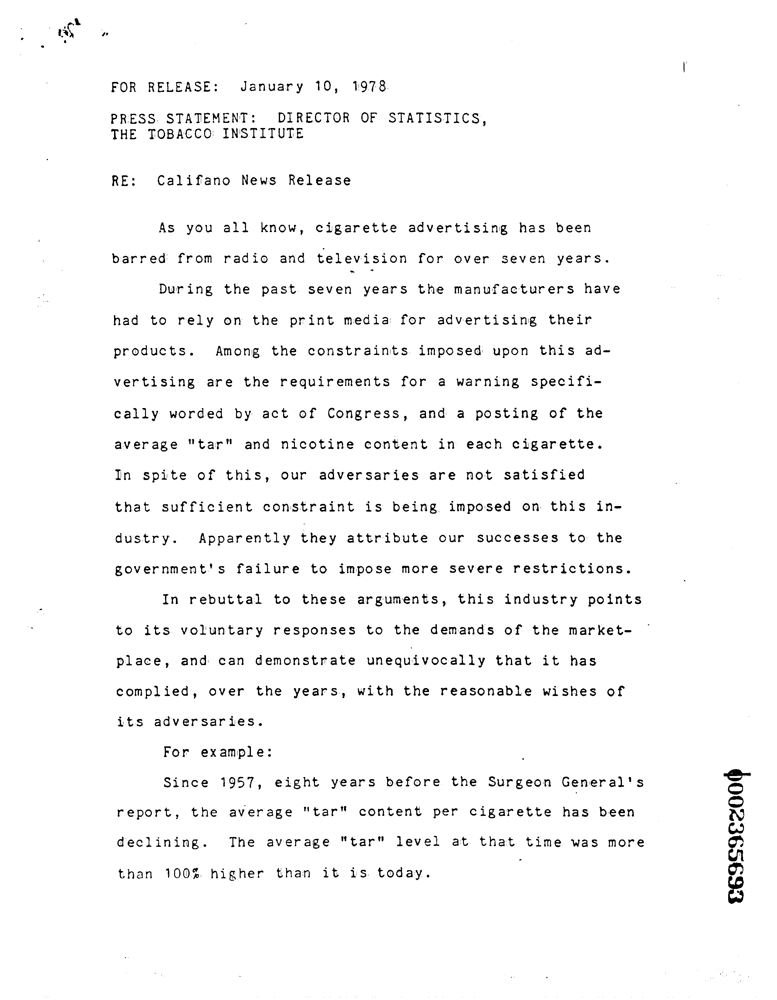 FOR RELEASE: January 10, 1978
PRESS STATEMENT: DIRECTOR OF STATISTICS,
THE TOBACCO INSTITUTE
RE: Califano News Release
As you all know, cigarette advertising has been
barred from radio and television for over seven years.
During the past seven years the manufacturers have
had to rely on the print media for advertising their
products. Among the constraints imposed upon this ad-
vertising are the requirements for a warning specifi-
cally worded by act of Congress, and a posting of the
average "tar" and nicotine content in each cigarette.
In spite of this, our adversaries are not satisfied
that sufficient constraint is being imposed on this in-
dustry. Apparently they attribute our successes to the
government's failure to impose more severe restrictions.
In rebuttal to these arguments, this industry points
to its voluntary responses to the demands of the market-
place, and can demonstrate unequivocally that it has
complied, over the years, with the reasonable wishes of
its adversaries.
For example:
Since 1957, eight years before the Surgeon General's
report, the average "tar" content per cigarette has been
declining. The average "tar" level at that time was more
than 100% higher than it is today.
002365693